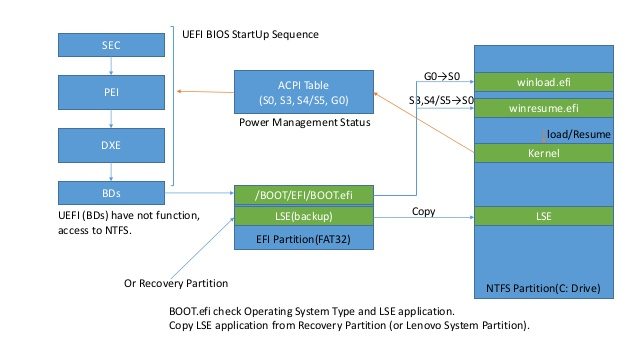 UEFI BIOS StartUp Sequence
SEC
PEI
DXE
BDs
UEFI (BDs) have not function,
access to NTFS.
ACPI Table
(S0, S3, S4/S5, G0)
Power Management Status
/BOOT/EFI/BOOT.efi
LSE(backup)
EFI Partition(FAT32)
Or Recovery Partition
G0→S0
S3,S4/S5→S0
Copy
winload.efi
winresume.efi
load/Resume
Kernel
LSE
NTFS Partition(C: Drive)
BOOT.efi check Operating System Type and LSE application.
Copy LSE application from Recovery Partition (or Lenovo System Partition).